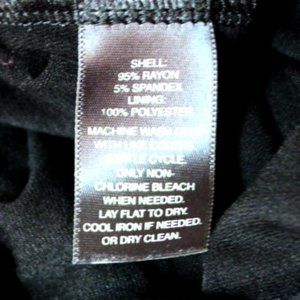 SHELL:
95% RAYON
5% SPANDEX
LINING:
100% POLYESTER
MACHINE WASH COLD
WITH LIKE COLORS
GENTLE CYCLE.
ONLY NON-
CHLORINE BLEACH
WHEN NEEDED.
LAY FLAT TO DRY.
COOL IRON IF NEEDED.
OR DRY CLEAN.